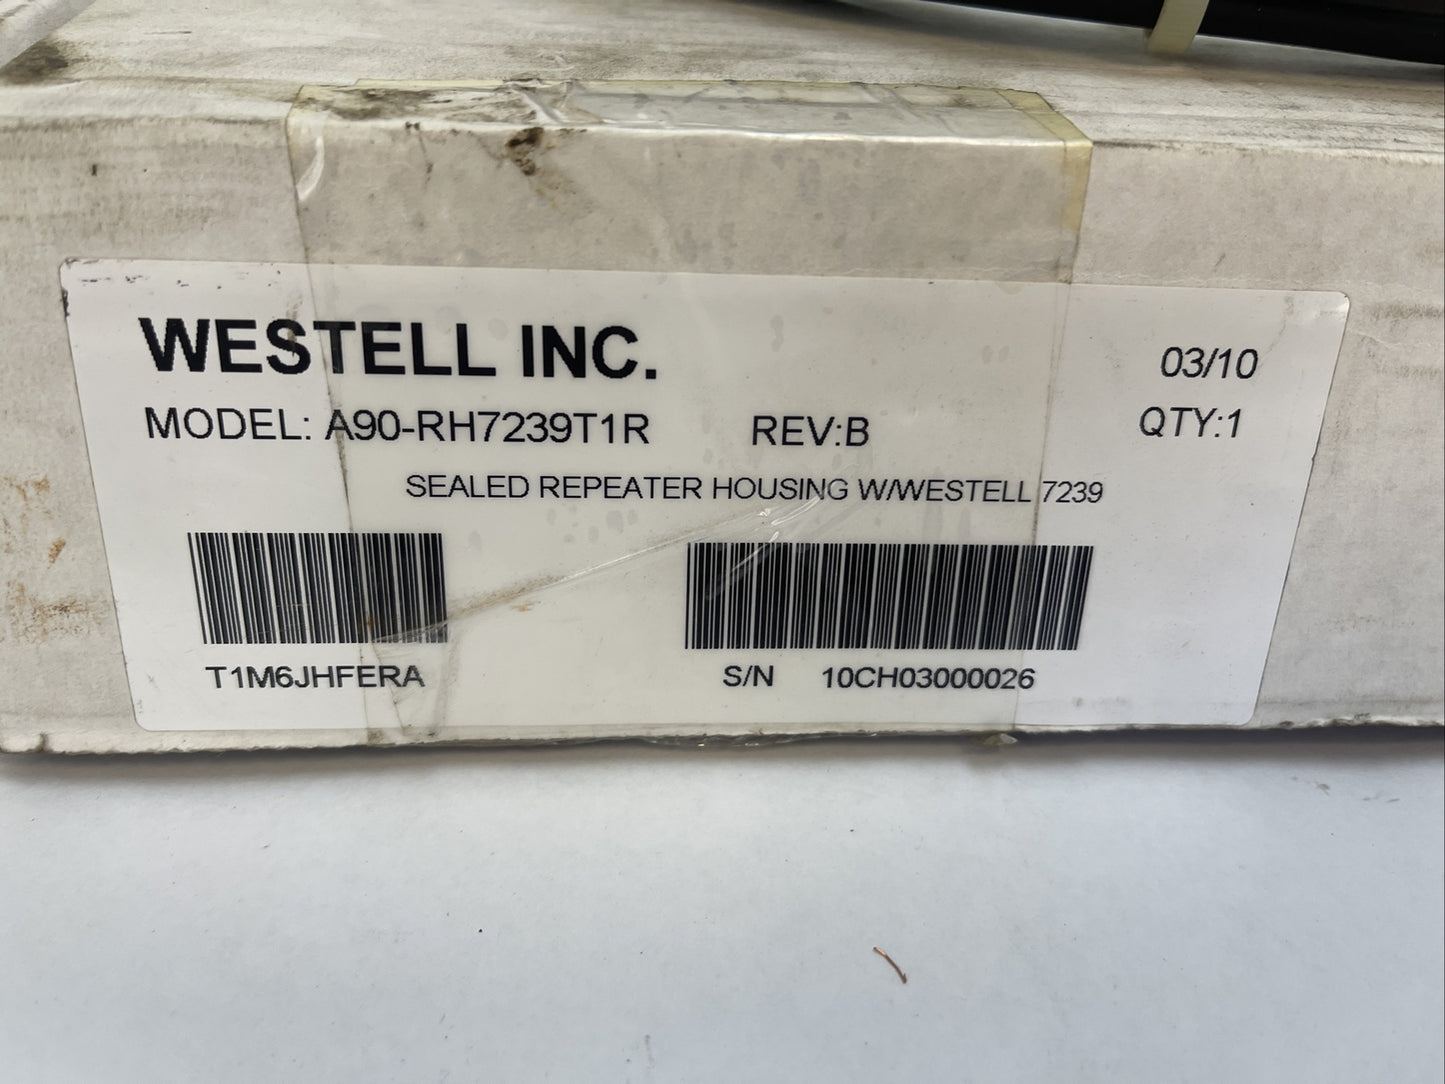 WESTELL INC.
03/10
MODEL: A90-RH7239T1R REV:B QTY:1
SEALED REPEATER HOUSING W/WESTELL 7239
T1M6JHFERA S/N 10CH03000026